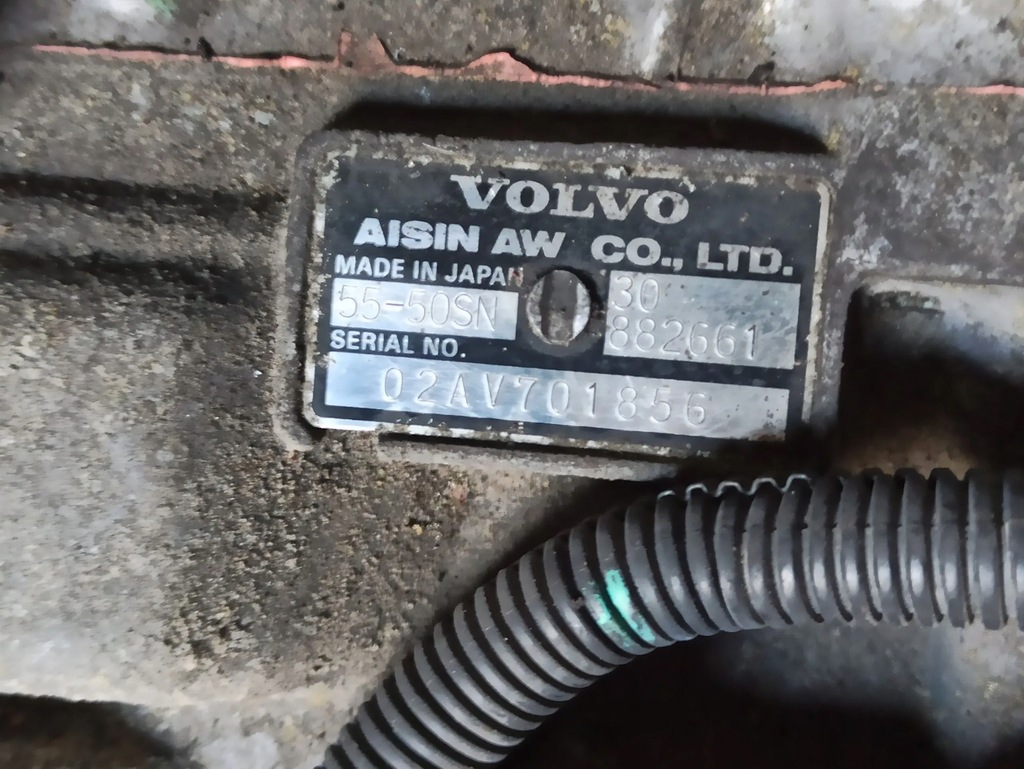 VOLVO
AISIN AW CO., LTD.
MADE IN JAPAN
55-50SN
30
882661
SERIAL NO.
02AV701856